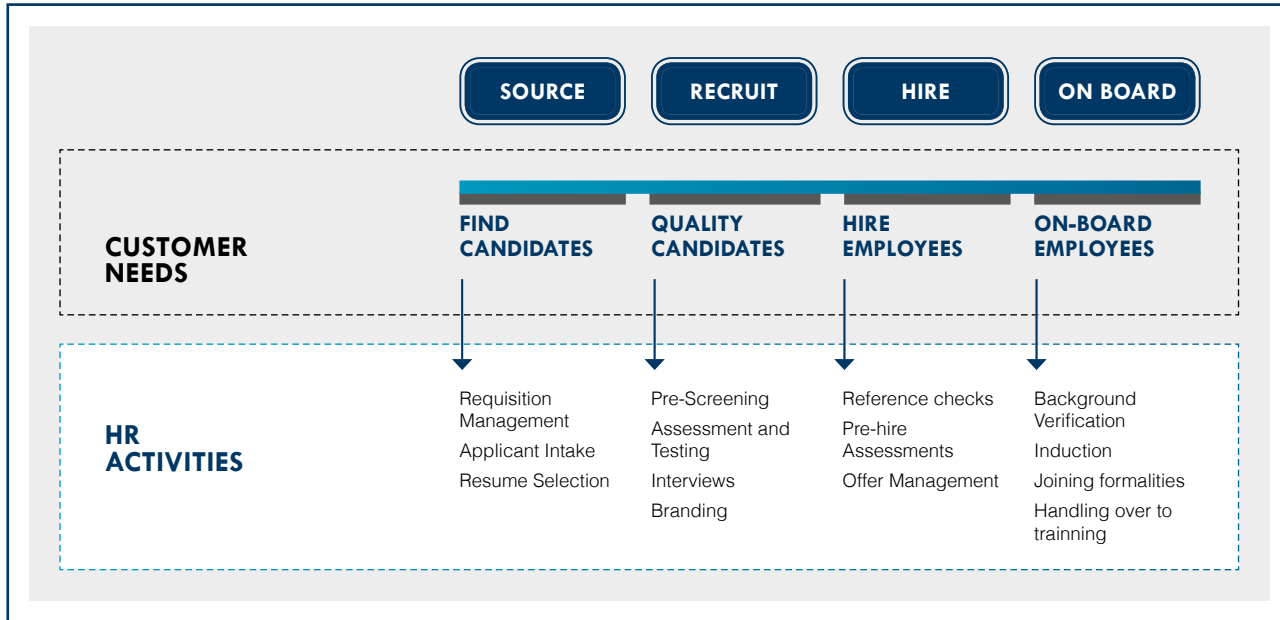 SOURCE
RECRUIT
HIRE
ON BOARD
CUSTOMER
NEEDS
FIND
CANDIDATES
QUALITY
CANDIDATES
HIRE
EMPLOYEES
ON-BOARD
EMPLOYEES
HR
ACTIVITIES
Requisition
Management
Applicant Intake
Resume Selection
Pre-Screening
Assessment and
Testing
Interviews
Branding
Reference checks
Pre-hire
Assessments
Offer Management
Background
Verification
Induction
Joining formalities
Handling over to
trainning